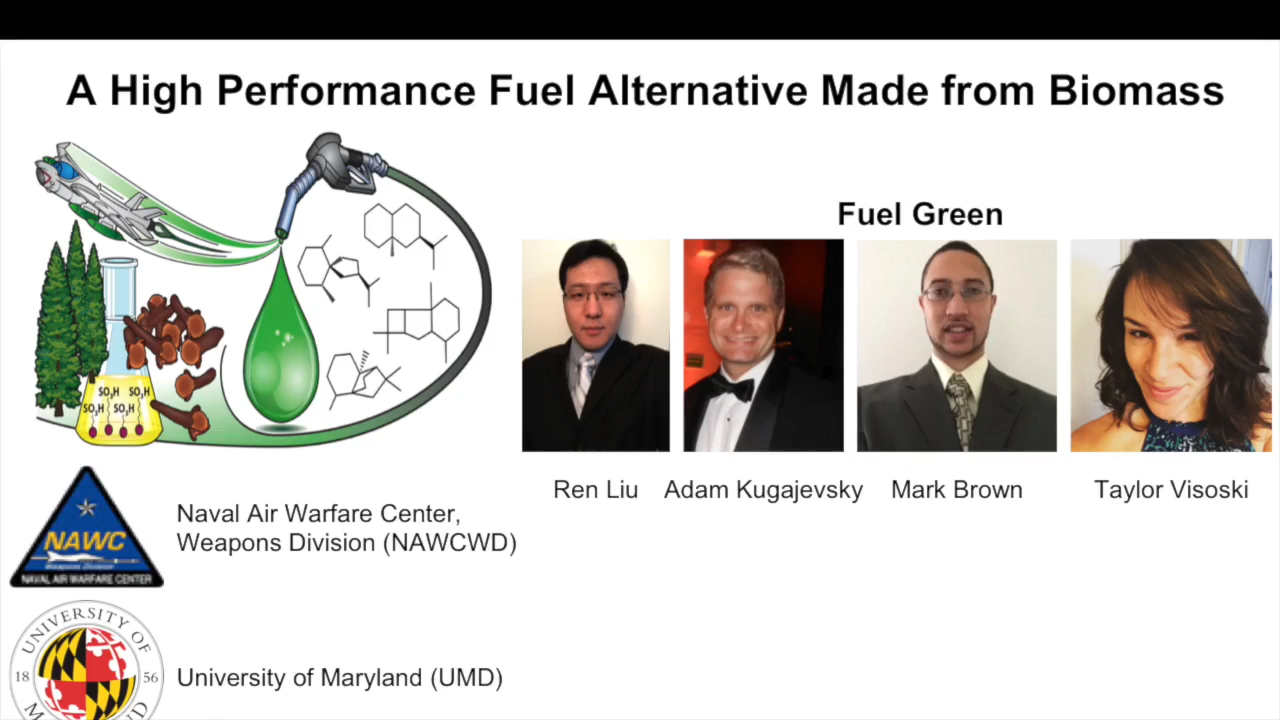 A High Performance Fuel Alternative Made from Biomass
Fuel Green
SO3H SO3H
SO3H SO3H
Ren Liu
Adam Kugajevsky
Mark Brown
Taylor Visoski
NAWC
Weapons Division
NAVAL AIR WARFARE CENTER
Naval Air Warfare Center,
Weapons Division (NAWCWD)
UNIVERSITY OF
18 56
University of Maryland (UMD)